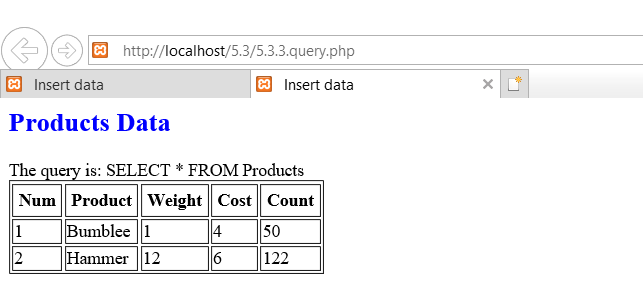 http://localhost/5.3/5.3.3.query.php
Insert data Insert data
Products Data
The query is: SELECT * FROM Products
Num Product Weight Cost Count
1 Bumblee 1 4 50
2 Hammer 12 6 122